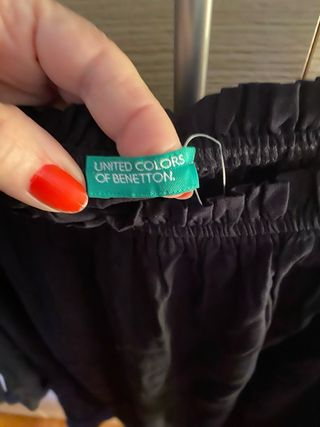 UNITED COLORS
OF BENETTON.